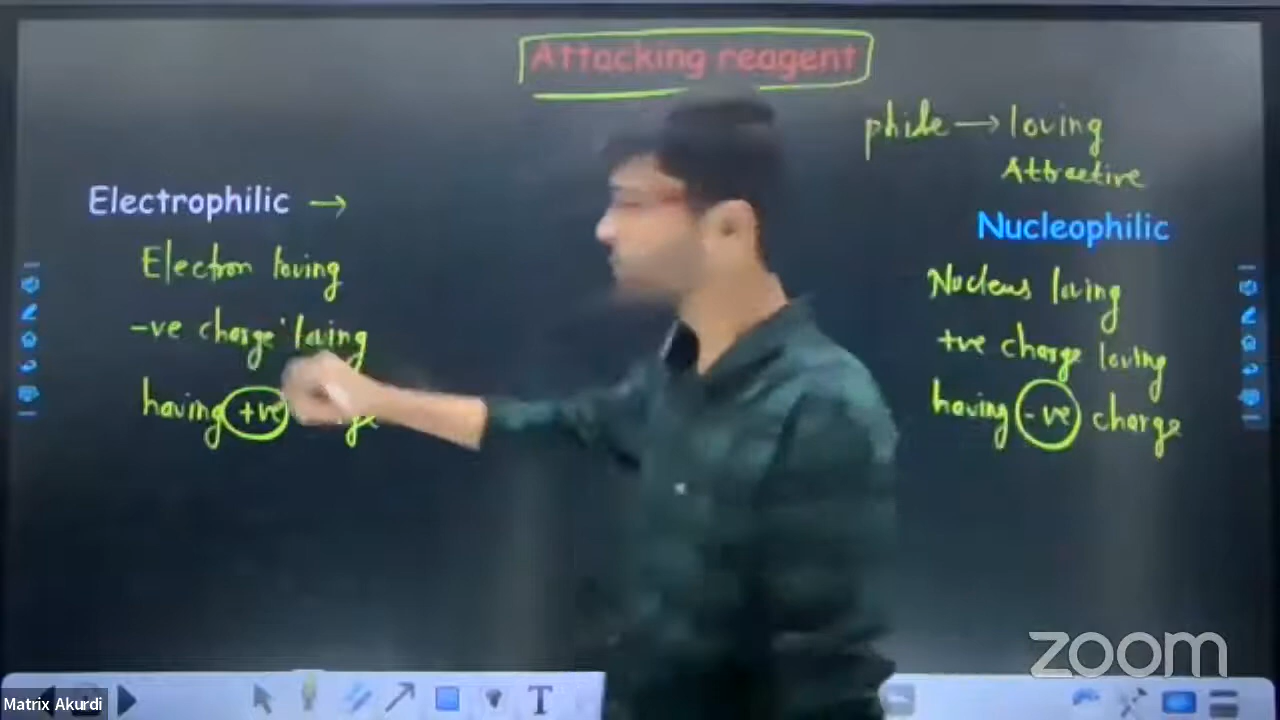 Attacking reagent
phile → loving
Attractive
Electrophilic →
Electron loving
-ve charge loving
having +ve
Nucleophilic
Nucleus loving
+ve charge loving
having -ve charge
zoom
T
Matrix Akurdi